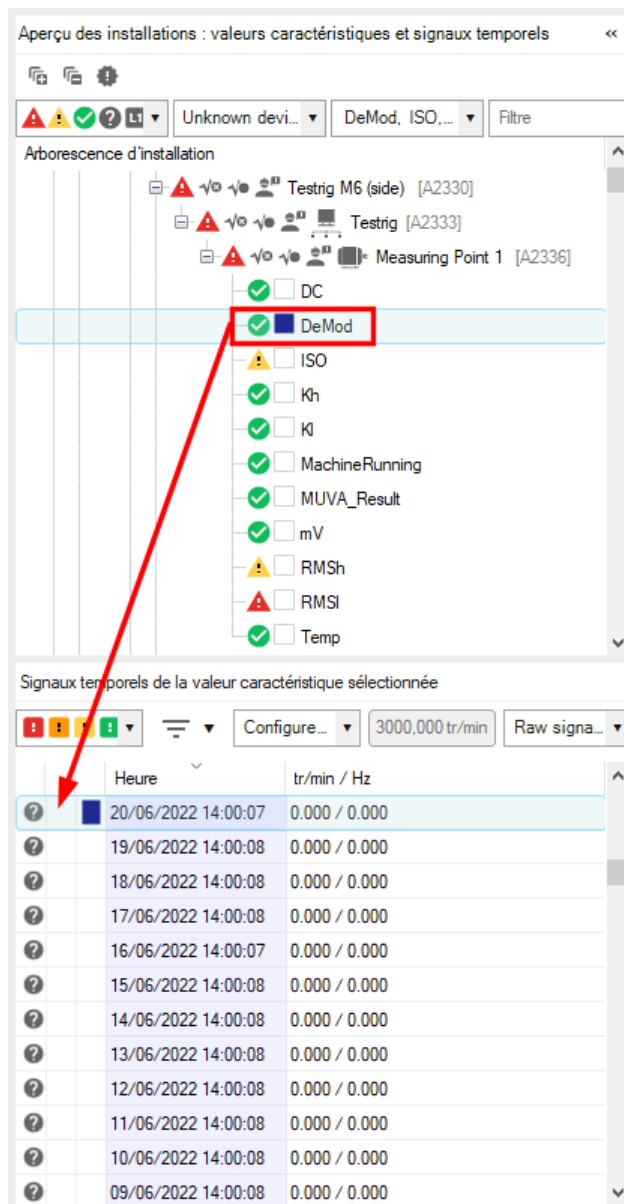 Aperçu des installations : valeurs caractéristiques et signaux temporels «
L1 Unknown devi... DeMod, ISO,... Filtre
Arborescence d'installation
Testrig M6 (side) [A2330]
Testrig [A2333]
Measuring Point 1 [A2336]
DC
DeMod
ISO
Kh
Kl
MachineRunning
MUVA_Result
mV
RMSh
RMSl
Temp
Signaux temporels de la valeur caractéristique sélectionnée
Configure... 3000,000 tr/min Raw signa...
Heure tr/min / Hz
20/06/2022 14:00:07 0.000 / 0.000
19/06/2022 14:00:08 0.000 / 0.000
18/06/2022 14:00:08 0.000 / 0.000
17/06/2022 14:00:08 0.000 / 0.000
16/06/2022 14:00:07 0.000 / 0.000
15/06/2022 14:00:08 0.000 / 0.000
14/06/2022 14:00:08 0.000 / 0.000
13/06/2022 14:00:08 0.000 / 0.000
12/06/2022 14:00:08 0.000 / 0.000
11/06/2022 14:00:08 0.000 / 0.000
10/06/2022 14:00:08 0.000 / 0.000
09/06/2022 14:00:08 0.000 / 0.000